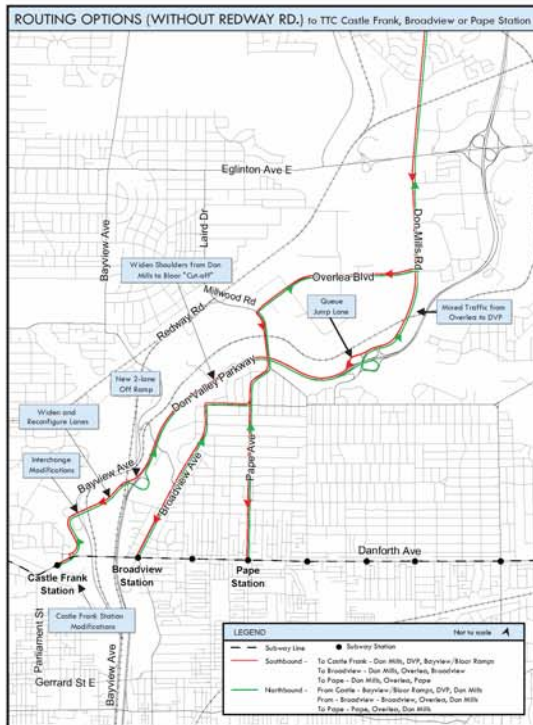 ROUTING OPTIONS (WITHOUT REDWAY RD.) to TTC Castle Frank, Broadview or Pape Station
Eglinton Ave E
Bayview Ave
Laird Dr
Don Mills Rd
Widen Shoulders from Don
Mills to Bloor "Cut-off"
Millwood Rd
Overlea Blvd
Redway Rd.
Queue
Jump Lane
Mixed Traffic from
Overlea to DVP
New 2-lane
Off Ramp
Don Valley Parkway
Widen and
Reconfigure Lanes
Interchange
Modifications
Bayview Ave
Broadview Ave
Pape Ave
Danforth Ave
Castle Frank
Station
Broadview
Station
Pape
Station
Castle Frank Station
Modifications
Parliament St
Gerrard St E
Bayview Ave
LEGEND
Not to scale
Subway Line
Subway Station
Southbound - To Castle Frank - Don Mills, DVP, Bayview/Bloor Ramps
To Broadview - Don Mills, Overlea, Broadview
To Pape - Don Mills, Overlea, Pape
Northbound - From Castle - Bayview/Bloor Ramps, DVP, Don Mills
From - Broadview - Broadview, Overlea, Don Mills
To Pape - Pape, Overlea, Don Mills